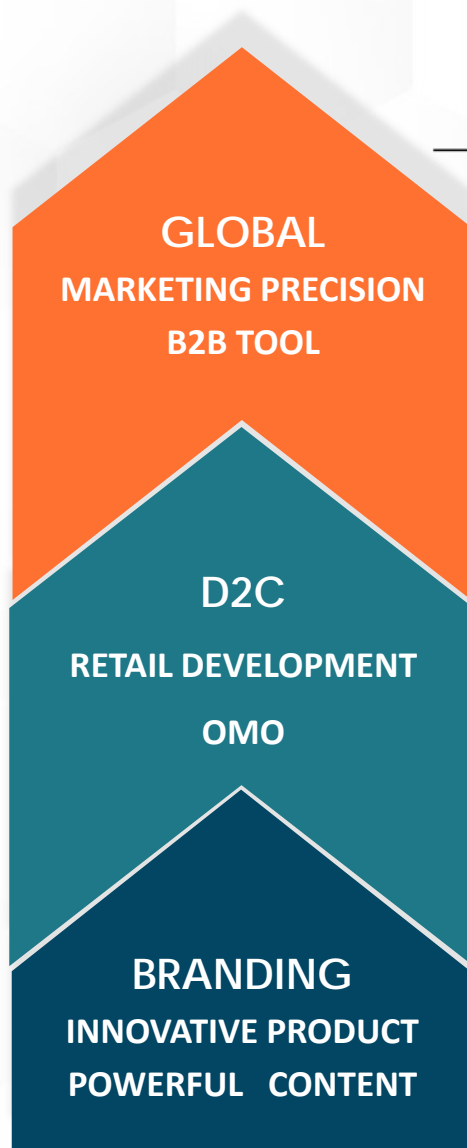 GLOBAL
MARKETING PRECISION
B2B TOOL
D2C
RETAIL DEVELOPMENT
OMO
BRANDING
INNOVATIVE PRODUCT
POWERFUL CONTENT